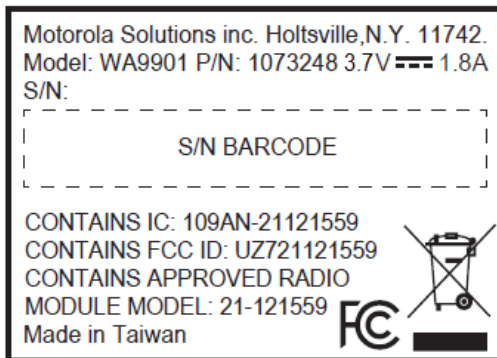 Motorola Solutions inc. Holtsville,N.Y. 11742.
Model: WA9901 P/N: 1073248 3.7V ⎓ 1.8A
S/N:
S/N BARCODE
CONTAINS IC: 109AN-21121559
CONTAINS FCC ID: UZ721121559
CONTAINS APPROVED RADIO
MODULE MODEL: 21-121559
Made in Taiwan
FC